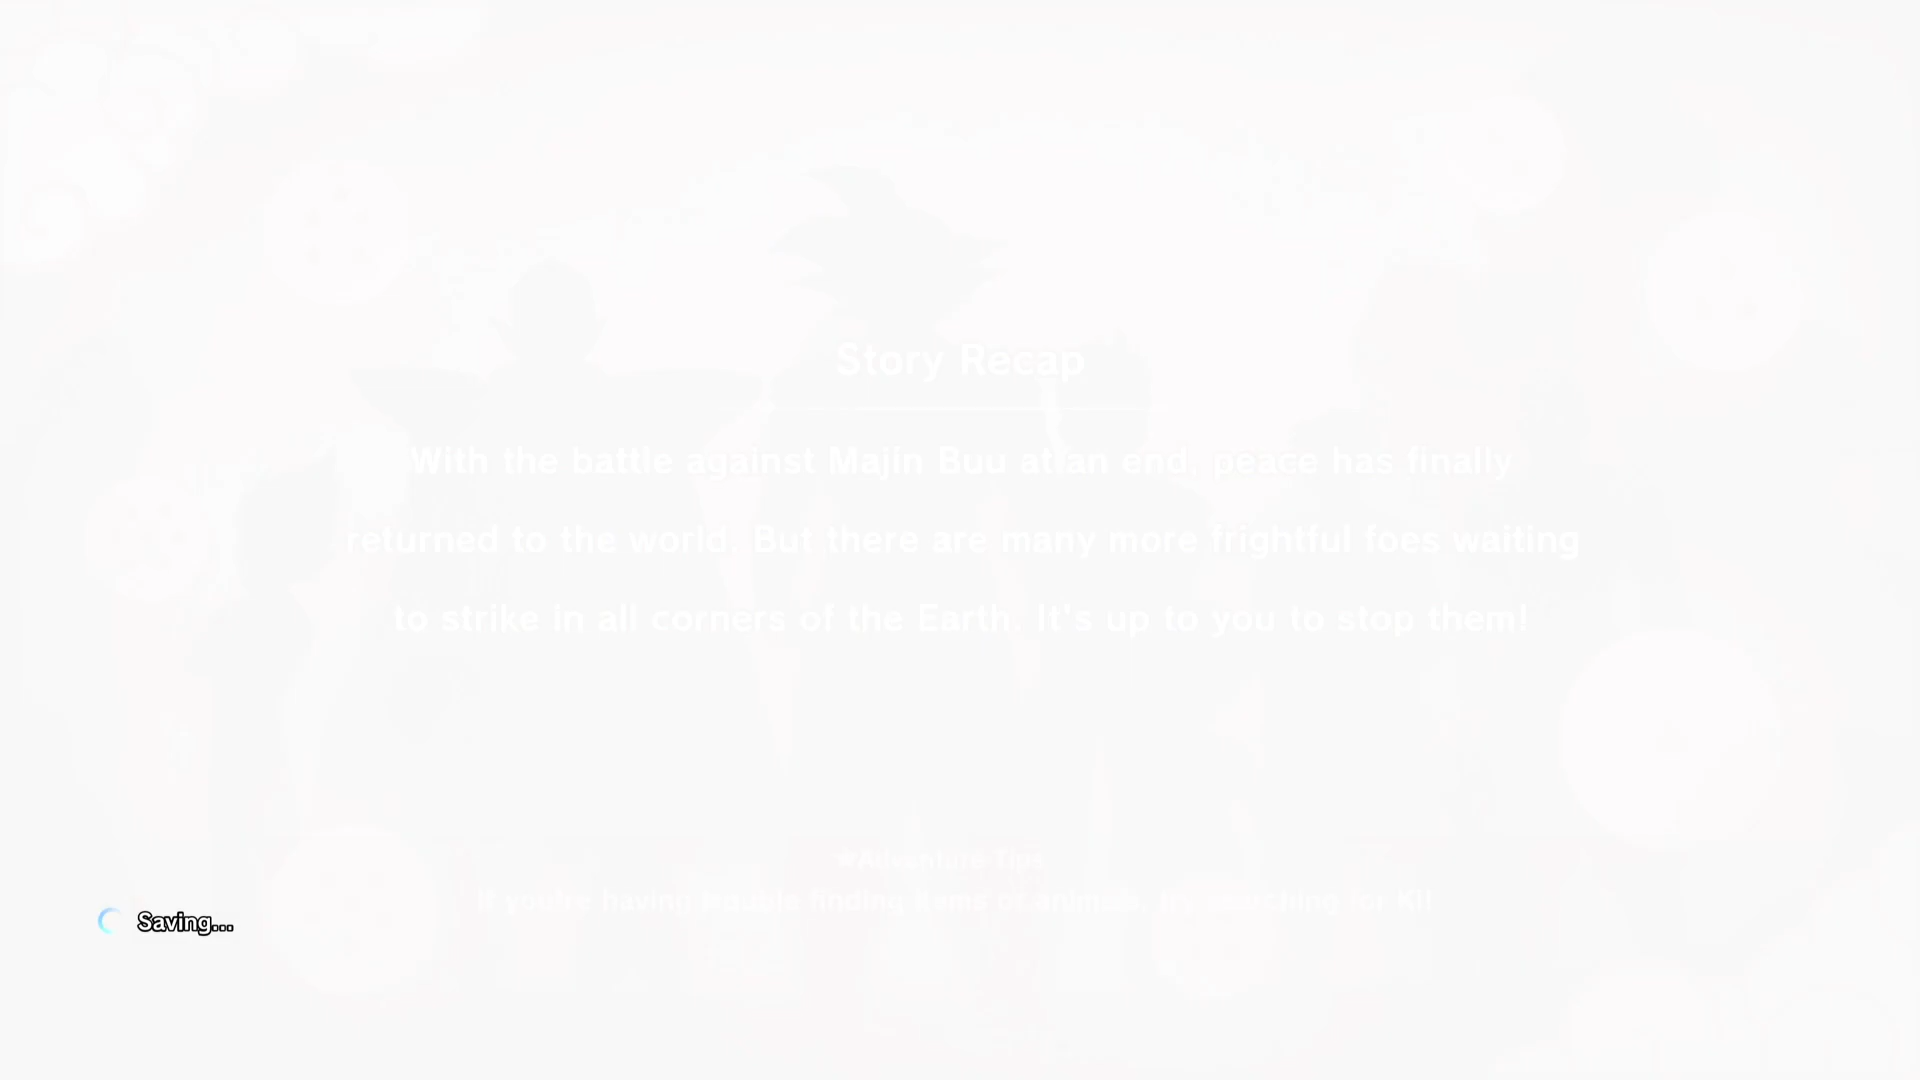 Story Recap
With the battle against Majin Buu at an end, peace has finally
returned to the world! But there are many more frightful foes waiting
to strike in all corners of the Earth. It's up to you to stop them!
#Adventure Tips
If you're having trouble finding items or animals, try searching for Ki!
Saving...